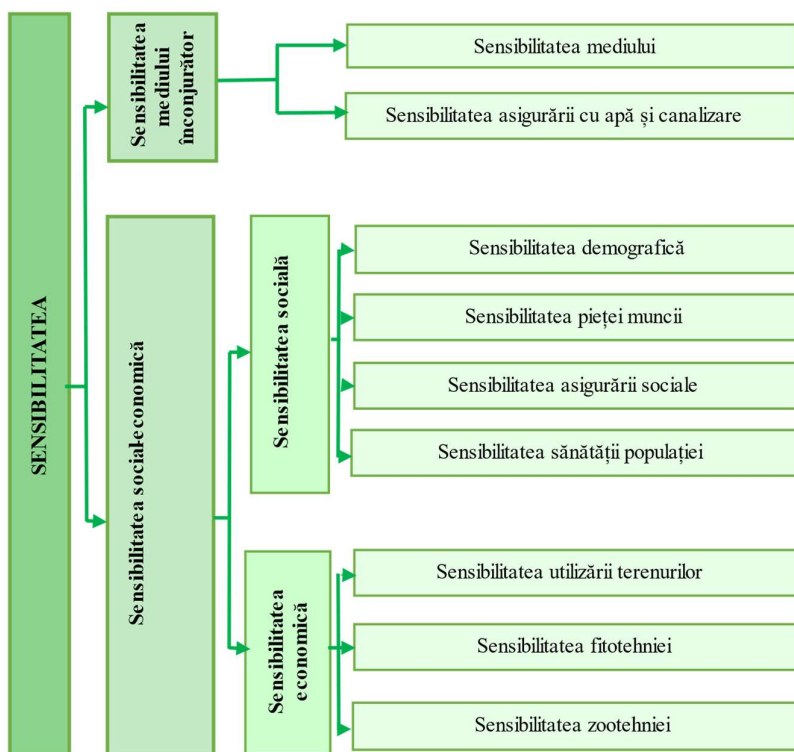 SENSIBILITATEA
Sensibilitatea
mediului
înconjurător
Sensibilitatea mediului
Sensibilitatea asigurării cu apă și canalizare
Sensibilitatea social-economică
Sensibilitatea socială
Sensibilitatea demografică
Sensibilitatea pieței muncii
Sensibilitatea asigurării sociale
Sensibilitatea sănătății populației
Sensibilitatea
economică
Sensibilitatea utilizării terenurilor
Sensibilitatea fitotehniei
Sensibilitatea zootehniei